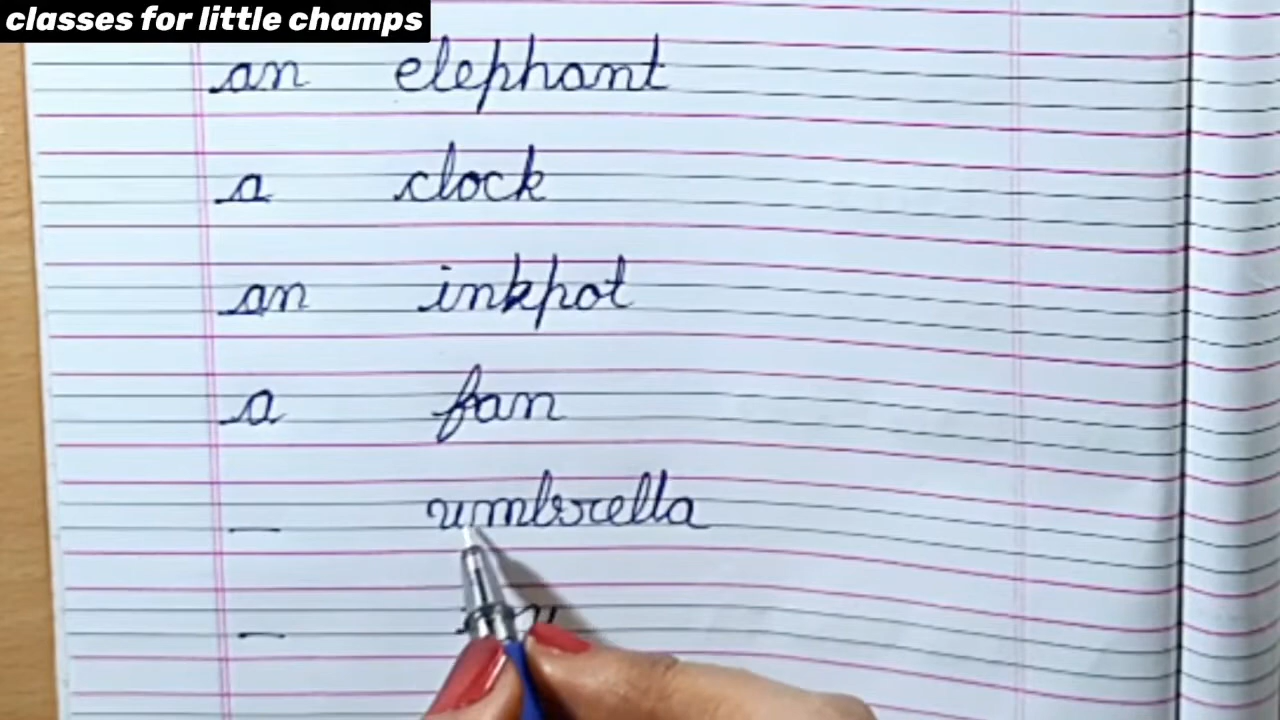 classes for little champs
an elephant
a clock
an inkpot
a fan
_ umbrella
_